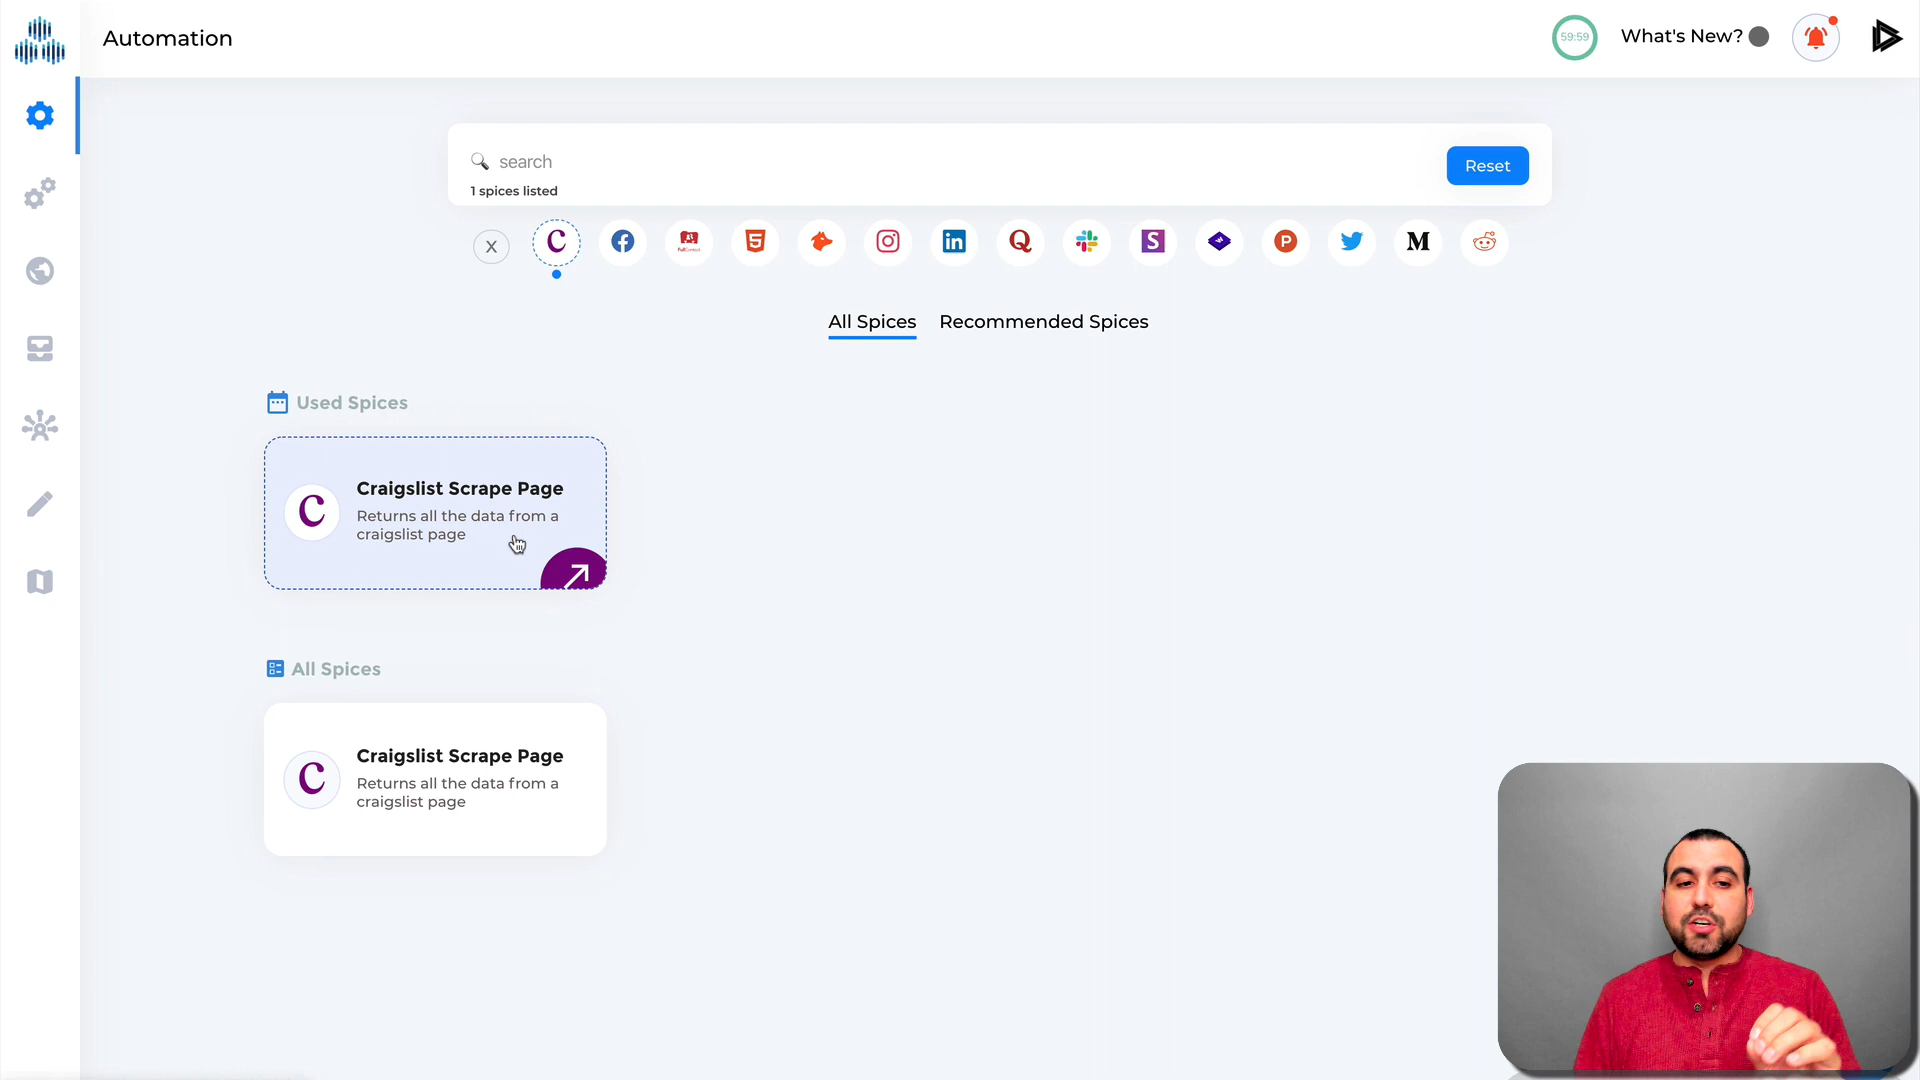 Automation
59:59
What's New?
search
1 spices listed
Reset
X
All Spices
Recommended Spices
Used Spices
Craigslist Scrape Page
Returns all the data from a
craigslist page
All Spices
Craigslist Scrape Page
Returns all the data from a
craigslist page